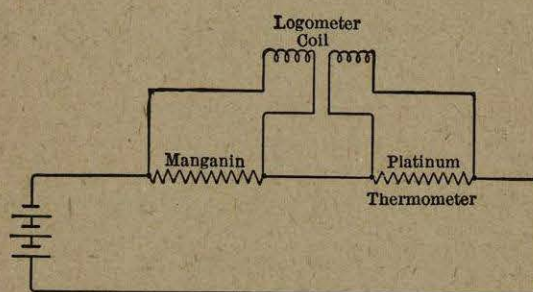 Logometer
Coil
Manganin
Platinum
Thermometer